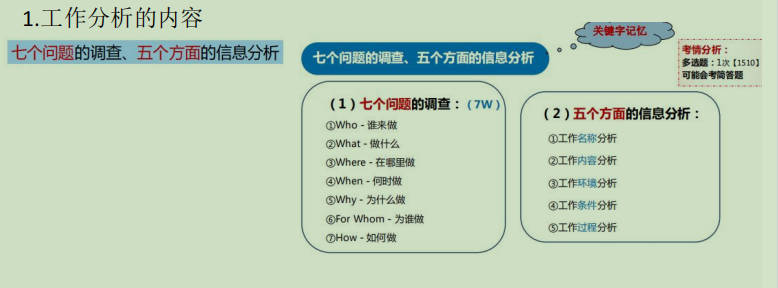 1.工作分析的内容
七个问题的调查、五个方面的信息分析
七个问题的调查、五个方面的信息分析
关键字记忆
考情分析：
多选题：1次【1510】
可能会考简答题
（1）七个问题的调查：（7W）
①Who - 谁来做
②What - 做什么
③Where - 在哪里做
④When - 何时做
⑤Why - 为什么做
⑥For Whom - 为谁做
⑦How - 如何做
（2）五个方面的信息分析：
①工作名称分析
②工作内容分析
③工作环境分析
④工作条件分析
⑤工作过程分析